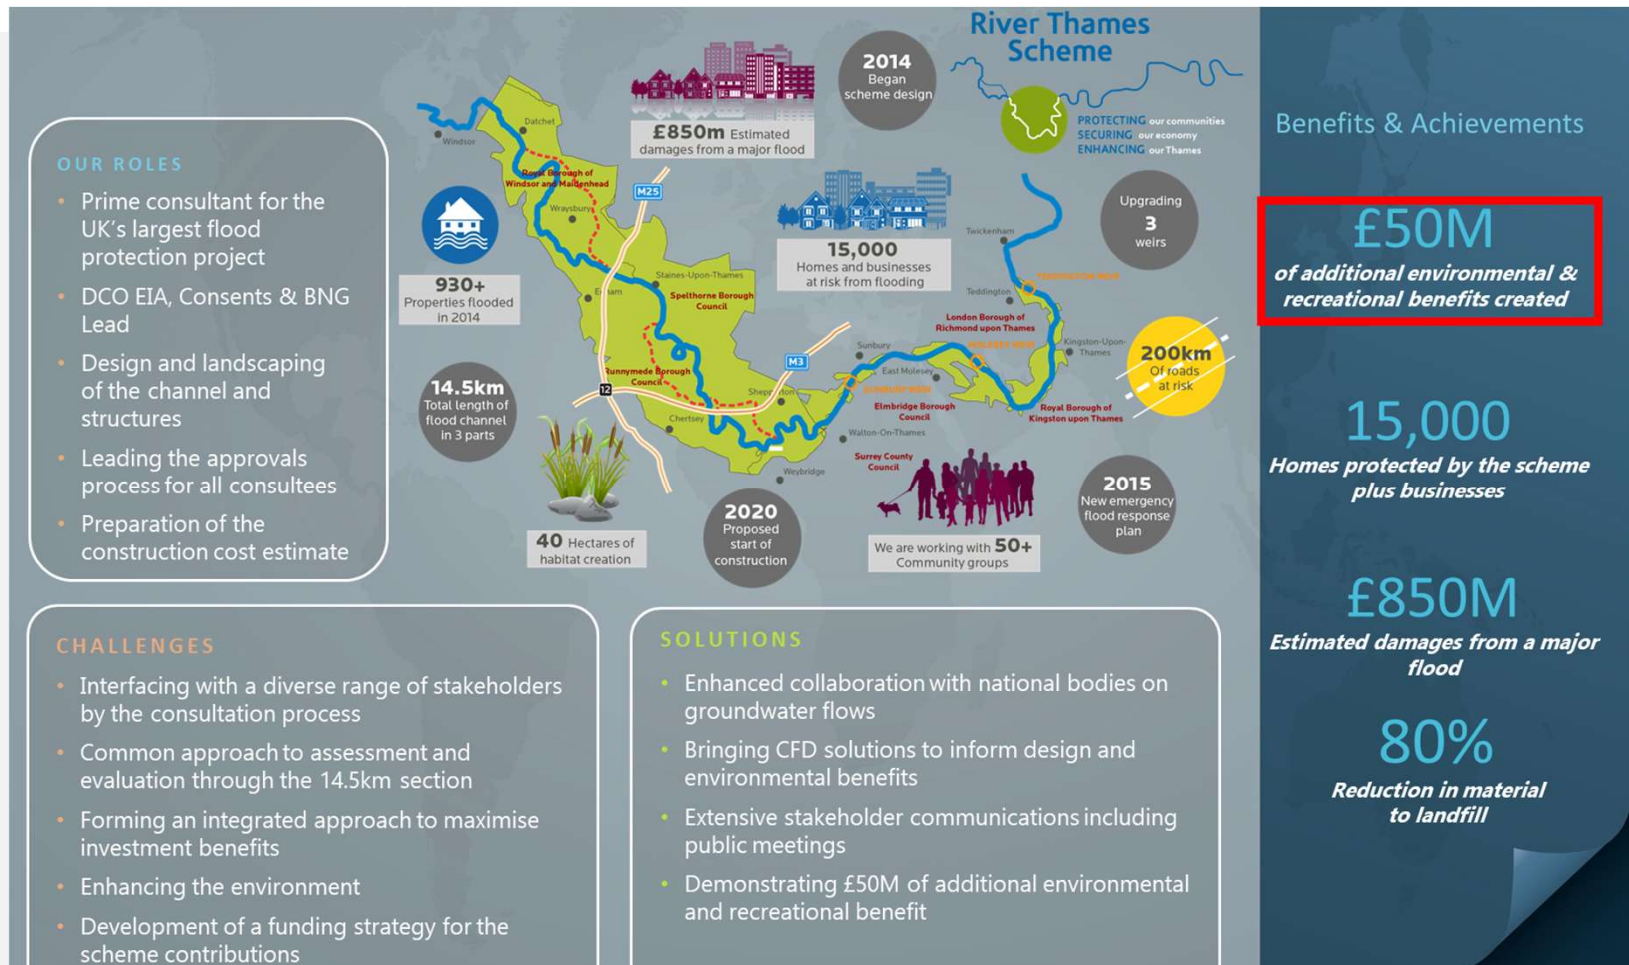 River Thames
Scheme
PROTECTING our communities
SECURING our economy
ENHANCING our Thames
OUR ROLES
• Prime consultant for the
UK's largest flood
protection project
• DCO EIA, Consents & BNG
Lead
• Design and landscaping
of the channel and
structures
• Leading the approvals
process for all consultees
• Preparation of the
construction cost estimate
£850m Estimated
damages from a major flood
2014
Began
scheme design
930+
Properties flooded
in 2014
15,000
Homes and businesses
at risk from flooding
Upgrading
3
weirs
14.5km
Total length of
flood channel
in 3 parts
200km
Of roads
at risk
40 Hectares of
habitat creation
2020
Proposed
start of
construction
We are working with 50+
Community groups
2015
New emergency
flood response
plan
Windsor
Datchet
Royal Borough of
Windsor and Maidenhead
Wraysbury
M25
Egham
Staines-Upon-Thames
Spelthorne Borough
Council
Runnymede Borough
Council
12
M3
Shepperton
Chertsey
Weybridge
Walton-On-Thames
Surrey County
Council
Elmbridge Borough
Council
Sunbury
East Molesey
Twickenham
Teddington
London Borough of
Richmond upon Thames
Kingston-Upon-
Thames
Royal Borough of
Kingston upon Thames
TEDDINGTON WEIR
MOLESEY WEIR
SUNBURY WEIR
CHALLENGES
• Interfacing with a diverse range of stakeholders
by the consultation process
• Common approach to assessment and
evaluation through the 14.5km section
• Forming an integrated approach to maximise
investment benefits
• Enhancing the environment
• Development of a funding strategy for the
scheme contributions
SOLUTIONS
• Enhanced collaboration with national bodies on
groundwater flows
• Bringing CFD solutions to inform design and
environmental benefits
• Extensive stakeholder communications including
public meetings
• Demonstrating £50M of additional environmental
and recreational benefit
Benefits & Achievements
£50M
of additional environmental &
recreational benefits created
15,000
Homes protected by the scheme
plus businesses
£850M
Estimated damages from a major
flood
80%
Reduction in material
to landfill